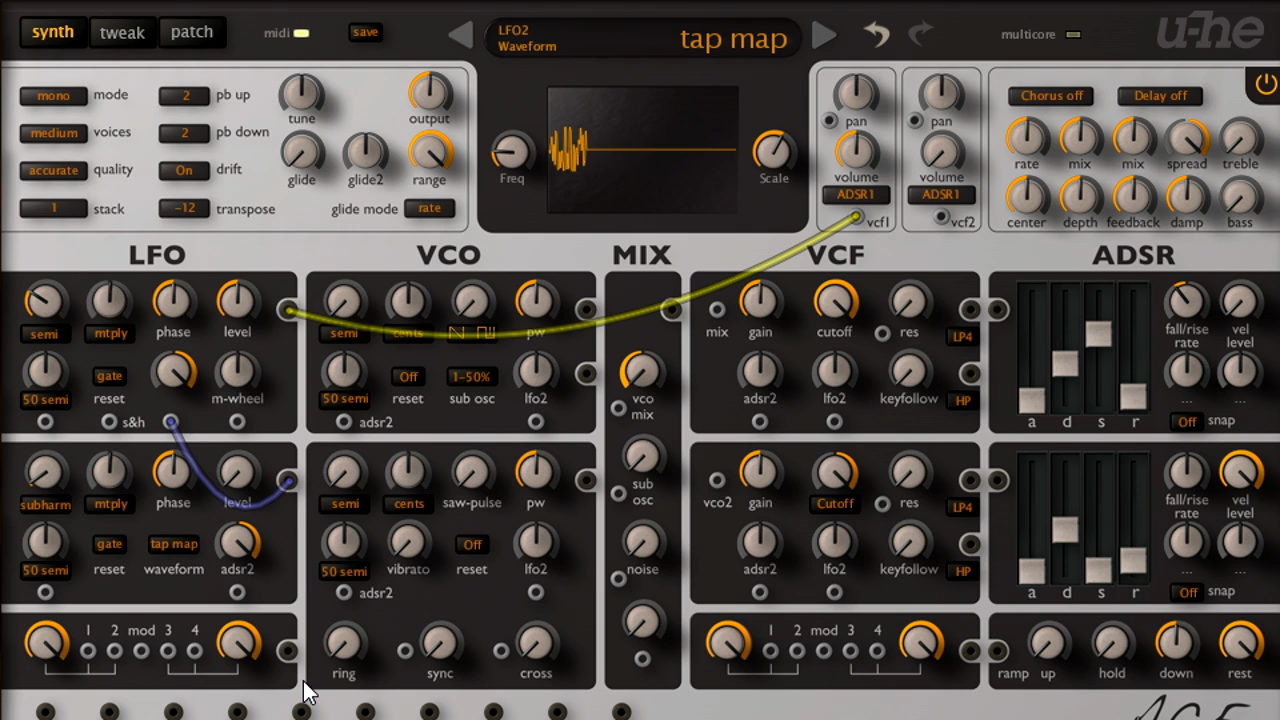 synth tweak patch midi save LFO2 tap map multicore u-he
Waveform
mono mode 2 pb up tune output pan pan Chorus off Delay off
medium voices 2 pb down
accurate quality On drift glide glide2 range Freq Scale volume volume rate mix mix spread treble
ADSR1 ADSR1
1 stack -12 transpose glide mode rate vcf1 vcf2 center depth feedback damp bass
LFO VCO MIX VCF ADSR
semi mtply phase level semi cents pw mix gain cutoff res LP4 fall/rise rate vel level
50 semi gate reset m-wheel 50 semi Off reset 1-50% sub osc lfo2 vco mix adsr2 lfo2 keyfollow HP ... ...
s&h adsr2 a d s r Off snap
subharm mtply phase level semi cents saw-pulse pw sub osc vco2 gain Cutoff res LP4 fall/rise rate vel level
50 semi gate reset tap map waveform adsr2 50 semi vibrato Off reset lfo2 noise adsr2 lfo2 keyfollow HP ... ...
adsr2 a d s r Off snap
1 2 mod 3 4 ring sync cross 1 2 mod 3 4 ramp up hold down rest